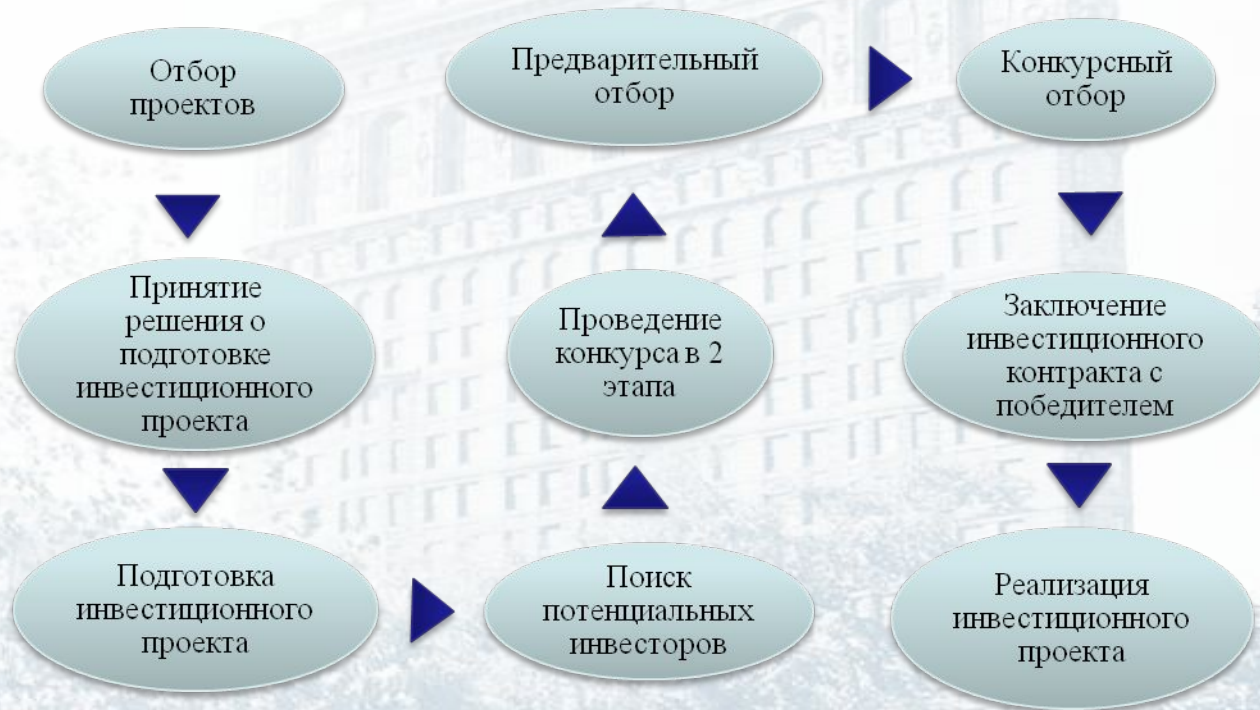 Отбор
проектов
Принятие
решения о
подготовке
инвестиционного
проекта
Подготовка
инвестиционного
проекта
Поиск
потенциальных
инвесторов
Проведение
конкурса в 2
этапа
Предварительный
отбор
Конкурсный
отбор
Заключение
инвестиционного
контракта с
победителем
Реализация
инвестиционного
проекта